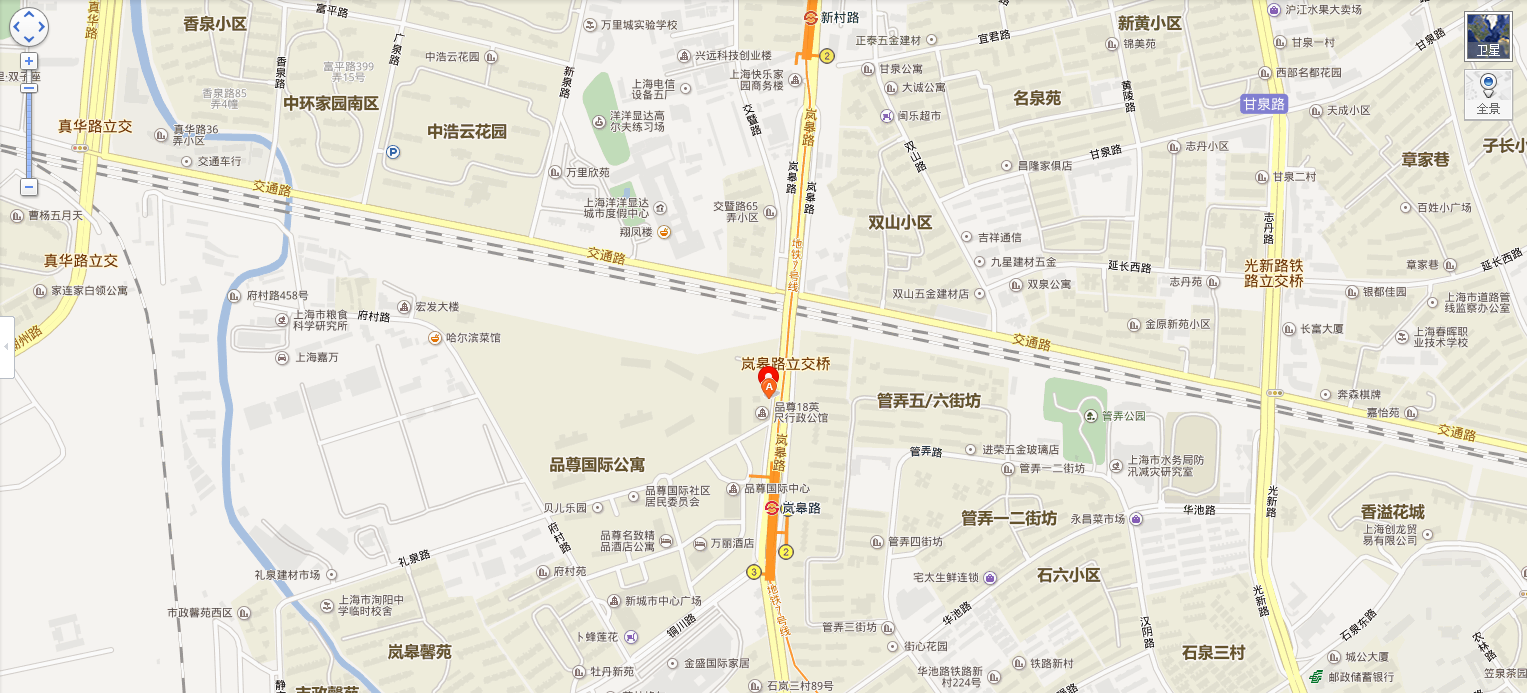 富平路
真华路
香泉小区
万里城实验学校
新村路
沪江水果大卖场
新黄小区
正泰五金建材
宜君路
锦美苑
甘泉一村
甘泉路
卫星
广泉路
中浩云花园
兴远科技创业楼
2
甘泉公寓
西部名都花园
香泉路
富平路399
弄15号
新泉路
上海快乐家
园商务楼
上海电信
设备五厂
大诚公寓
黄陵路
香泉路85
弄4幢
中环家园南区
名泉苑
甘泉路
全景
天成小区
交暨路
岚皋路
闽乐超市
洋洋显达高
尔夫练习场
真华路立交
真华路36
弄小区
中浩云花园
P
双山路
甘泉路
志丹小区
章家巷
交通车行
昌隆家俱店
万里欣苑
岚皋路
岚皋路
甘泉二村
交通路
上海洋洋显达
城市度假中心
交暨路65
弄小区
曹杨五月天
百姓小广场
双山小区
志丹路
翔凤楼
吉祥通信
地铁7号线
交通路
真华路立交
九星建材五金
延长西路
光新路铁
路立交桥
章家巷
延长西路
家连家白领公寓
府村路458号
双山五金建材店
双泉公寓
志丹苑
银都佳园
上海市道路管
线监察办公室
宏发大楼
上海市粮食
科学研究所
府村路
金原新苑小区
长富大厦
上海春晖职
业技术学校
哈尔滨菜馆
交通路
上海嘉万
岚皋路立交桥
A
管弄五/六街坊
奔森棋牌
品尊18英
尺行政公馆
管弄公园
嘉怡苑
交通路
岚皋路
管弄路
进荣五金玻璃店
品尊国际公寓
管弄一二街坊
上海市水务局防
汛减灾研究室
品尊国际社区
居民委员会
品尊国际中心
光新路
贝儿乐园
岚皋路
管弄一二街坊
永昌菜市场
华池路
香溢花城
府村路
品尊名致精
品酒店公寓
万丽酒店
管弄四街坊
上海创龙贸
易有限公司
2
礼泉路
礼泉建材市场
府村苑
3
宅太生鲜连锁
石六小区
上海市洵阳中
学临时校舍
新城市中心广场
地铁7号线
光新路
市政馨苑西区
铜川路
管弄三街坊
华池路
汉阴路
石泉东路
卜蜂莲花
岚皋馨苑
街心花园
石泉三村
农林路
金盛国际家居
城公大厦
牡丹新苑
铁路新村
华池路铁路新
村224号
邮政储蓄银行
笠泉茶园
石岚三村89号
市政馨苑